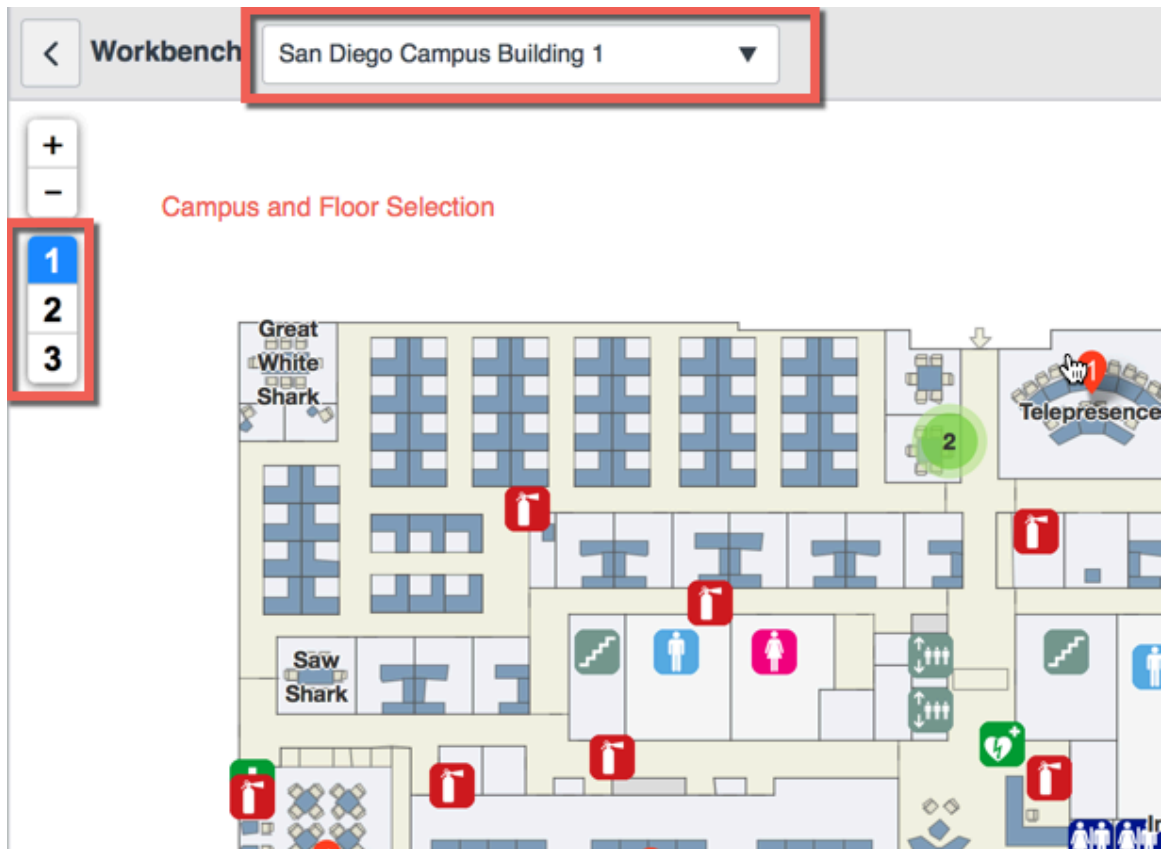 Workbench
San Diego Campus Building 1
+
−
Campus and Floor Selection
1
2
3
Great
White
Shark
1
Telepresence
2
Saw
Shark